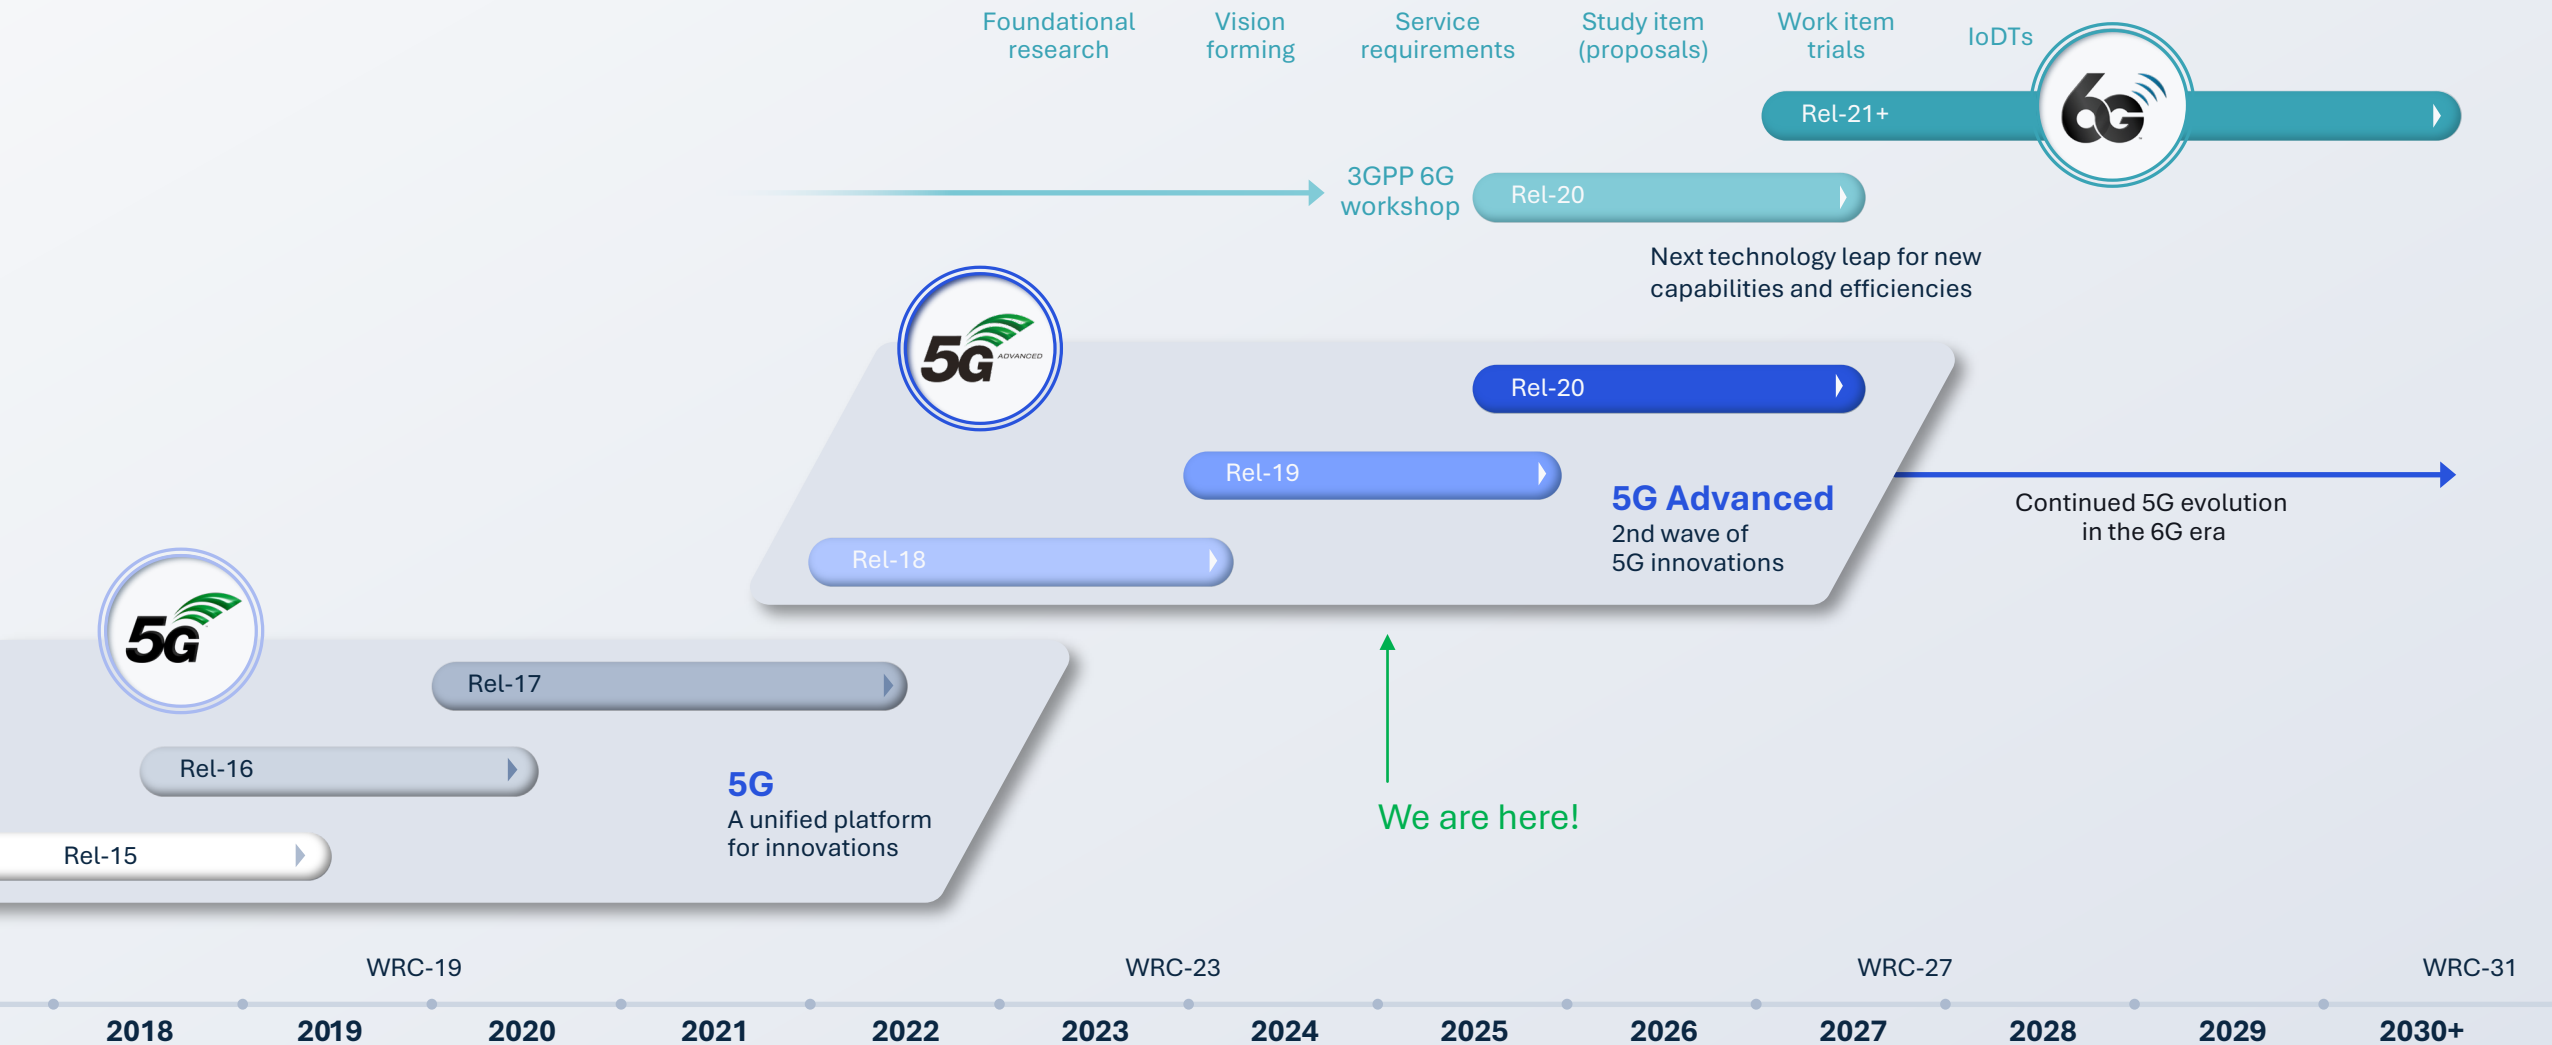 Foundational
research
Vision
forming
Service
requirements
Study item
(proposals)
Work item
trials
IoDTs
6G
Rel-21+
3GPP 6G
workshop
Rel-20
Next technology leap for new
capabilities and efficiencies
5G ADVANCED
Rel-20
Rel-19
5G Advanced
2nd wave of
5G innovations
Rel-18
Continued 5G evolution
in the 6G era
5G
Rel-17
Rel-16
5G
A unified platform
for innovations
Rel-15
We are here!
WRC-19
WRC-23
WRC-27
WRC-31
2018
2019
2020
2021
2022
2023
2024
2025
2026
2027
2028
2029
2030+